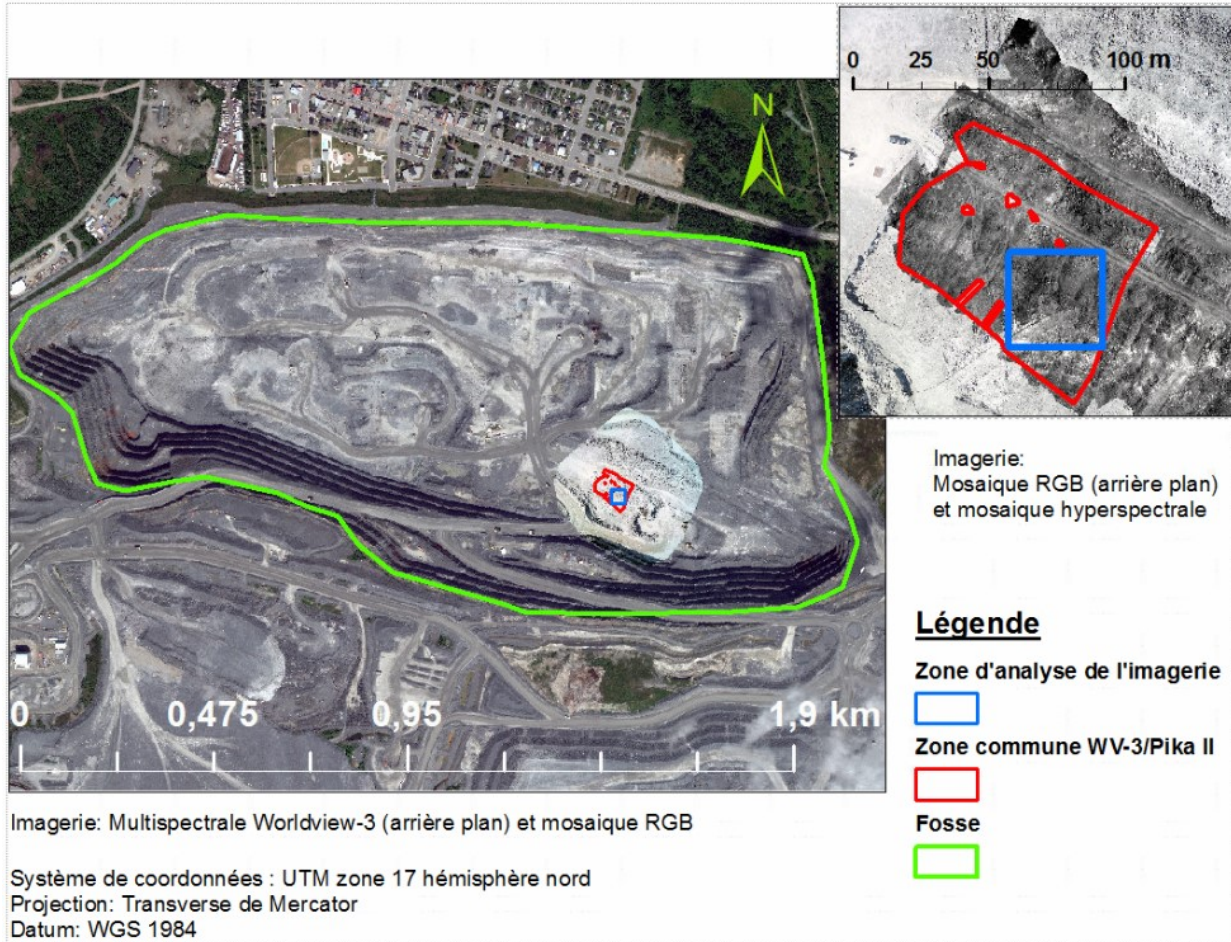 0 25 50 100 m
N
0 0,475 0,95 1,9 km
Imagerie:
Mosaique RGB (arrière plan)
et mosaique hyperspectrale
Légende
Zone d'analyse de l'imagerie
Zone commune WV-3/Pika II
Fosse
Imagerie: Multispectrale Worldview-3 (arrière plan) et mosaique RGB
Système de coordonnées : UTM zone 17 hémisphère nord
Projection: Transverse de Mercator
Datum: WGS 1984